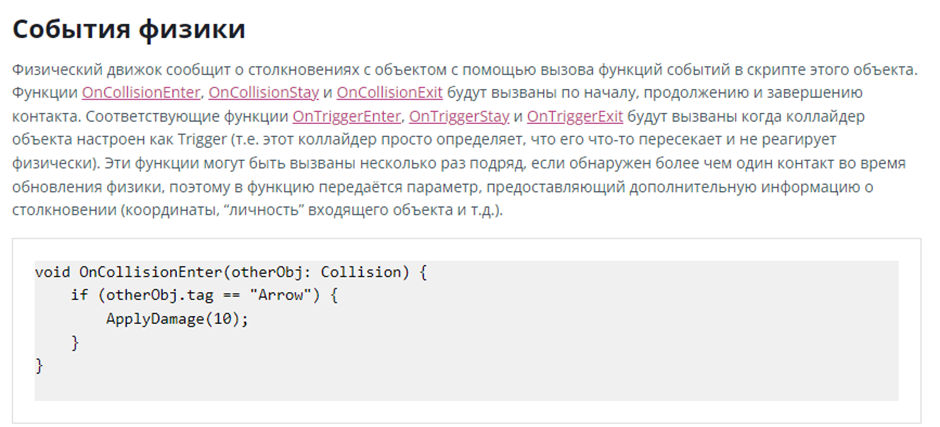 События физики
Физический движок сообщит о столкновениях с объектом с помощью вызова функций событий в скрипте этого объекта.
Функции OnCollisionEnter, OnCollisionStay и OnCollisionExit будут вызваны по началу, продолжению и завершению
контакта. Соответствующие функции OnTriggerEnter, OnTriggerStay и OnTriggerExit будут вызваны когда коллайдер
объекта настроен как Trigger (т.е. этот коллайдер просто определяет, что его что-то пересекает и не реагирует
физически). Эти функции могут быть вызваны несколько раз подряд, если обнаружен более чем один контакт во время
обновления физики, поэтому в функцию передаётся параметр, предоставляющий дополнительную информацию о
столкновении (координаты, “личность” входящего объекта и т.д.).
void OnCollisionEnter(otherObj: Collision) {
    if (otherObj.tag == "Arrow") {
        ApplyDamage(10);
    }
}